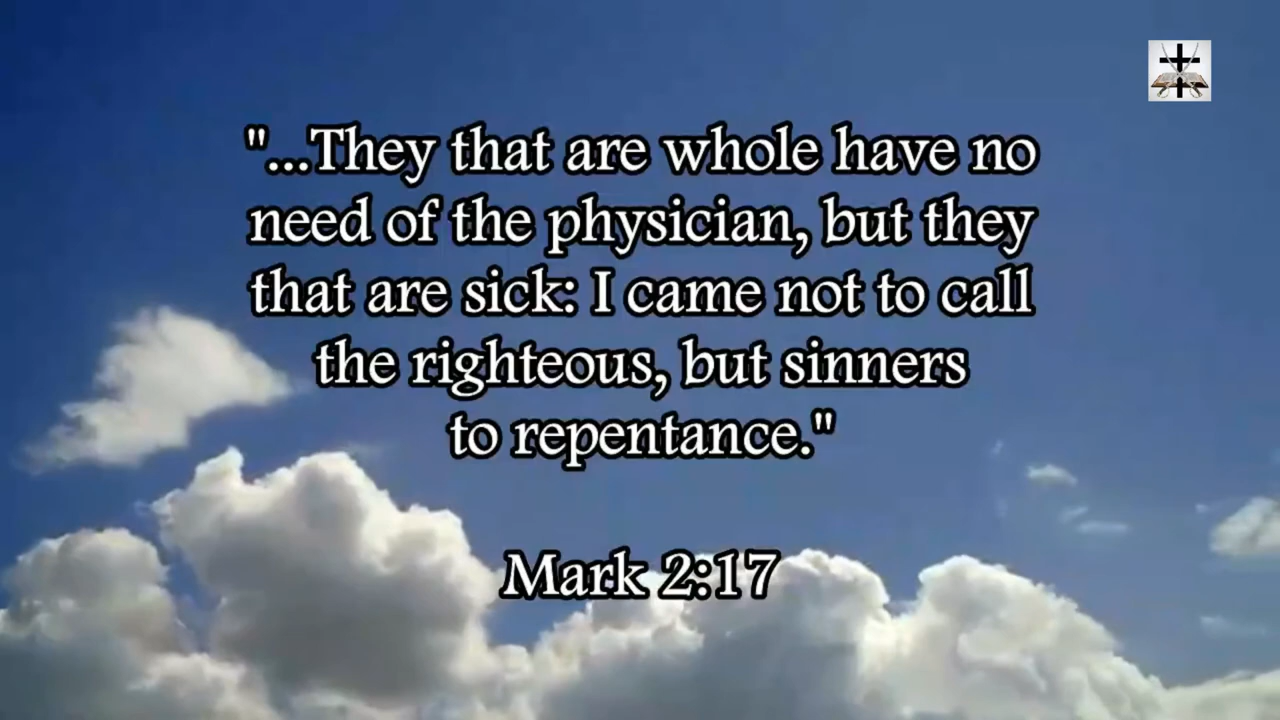 "...They that are whole have no
need of the physician, but they
that are sick: I came not to call
the righteous, but sinners
to repentance."
Mark 2:17